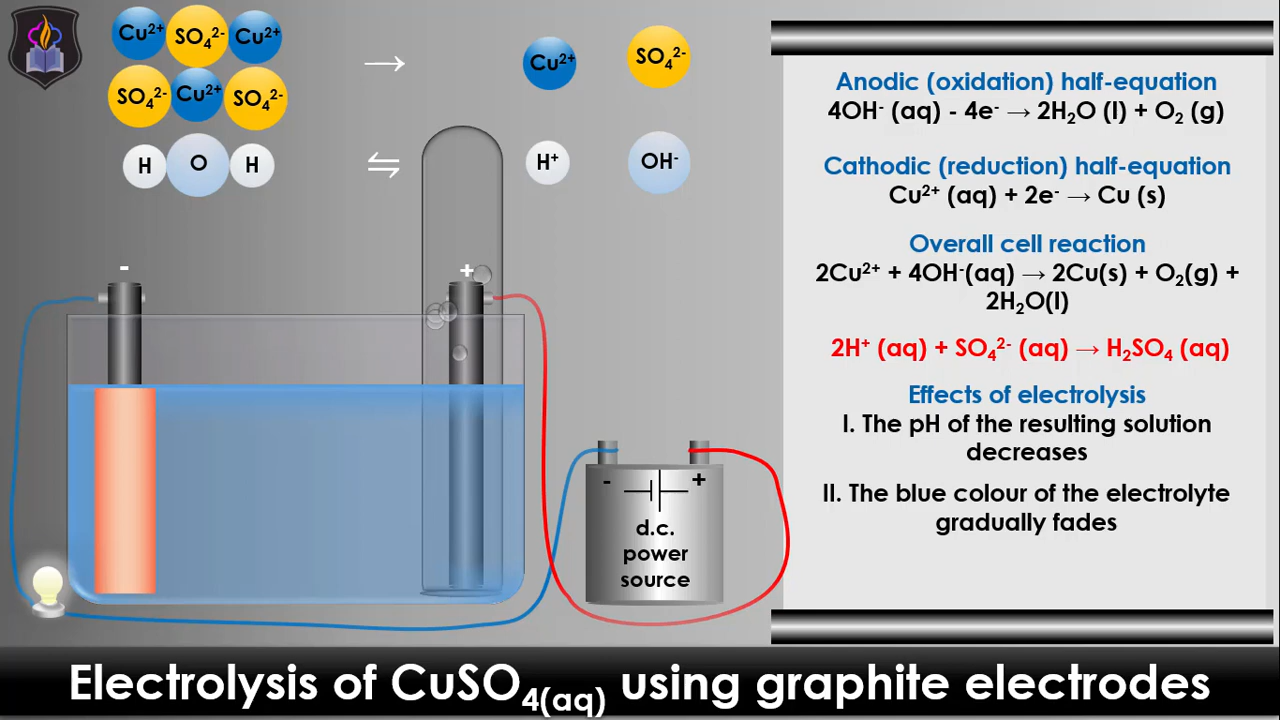 Cu²⁺ SO₄²⁻ Cu²⁺ → Cu²⁺ SO₄²⁻
SO₄²⁻ Cu²⁺ SO₄²⁻
H O H ⇌ H⁺ OH⁻
- +
- +
d.c.
power
source
Anodic (oxidation) half-equation
4OH⁻ (aq) - 4e⁻ → 2H₂O (l) + O₂ (g)
Cathodic (reduction) half-equation
Cu²⁺ (aq) + 2e⁻ → Cu (s)
Overall cell reaction
2Cu²⁺ + 4OH⁻(aq) → 2Cu(s) + O₂(g) +
2H₂O(l)
2H⁺ (aq) + SO₄²⁻ (aq) → H₂SO₄ (aq)
Effects of electrolysis
I. The pH of the resulting solution
decreases
II. The blue colour of the electrolyte
gradually fades
Electrolysis of CuSO₄₍aq₎ using graphite electrodes